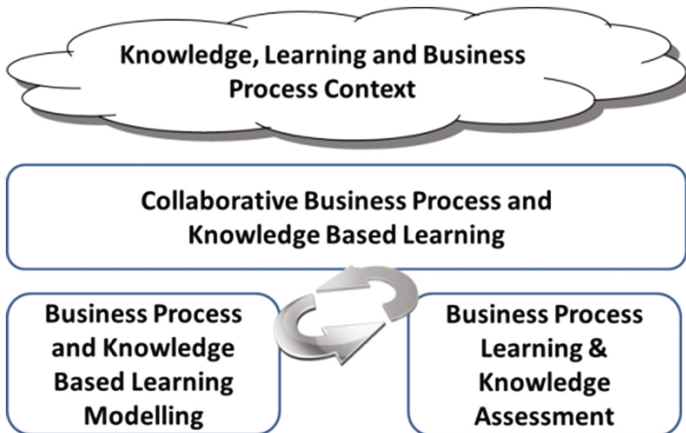 Knowledge, Learning and Business
Process Context
Collaborative Business Process and
Knowledge Based Learning
Business Process
and Knowledge
Based Learning
Modelling
Business Process
Learning &
Knowledge
Assessment